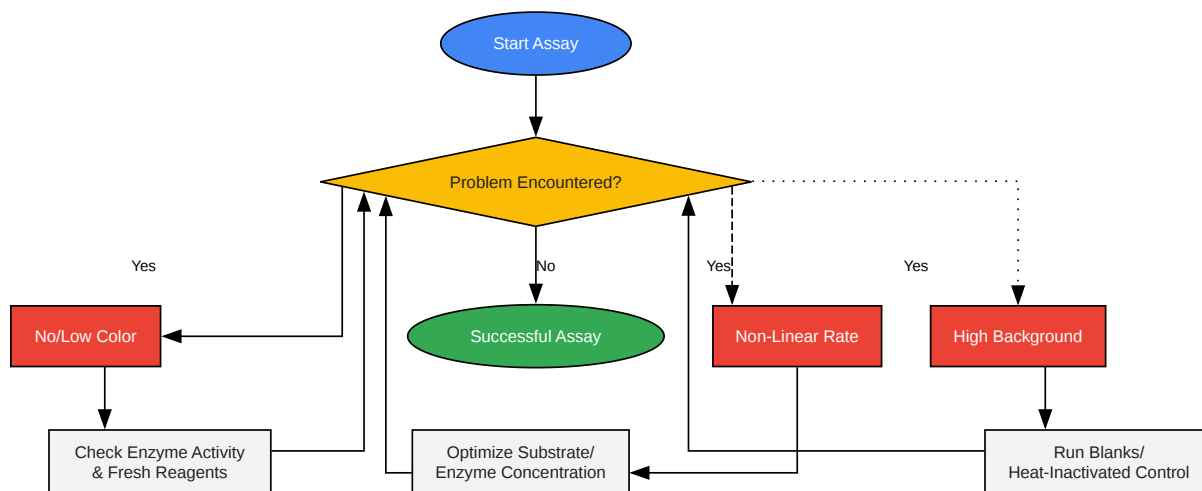 Start Assay
Problem Encountered?
Yes
No
Yes
Yes
No/Low Color
Successful Assay
Non-Linear Rate
High Background
Check Enzyme Activity
& Fresh Reagents
Optimize Substrate/
Enzyme Concentration
Run Blanks/
Heat-Inactivated Control